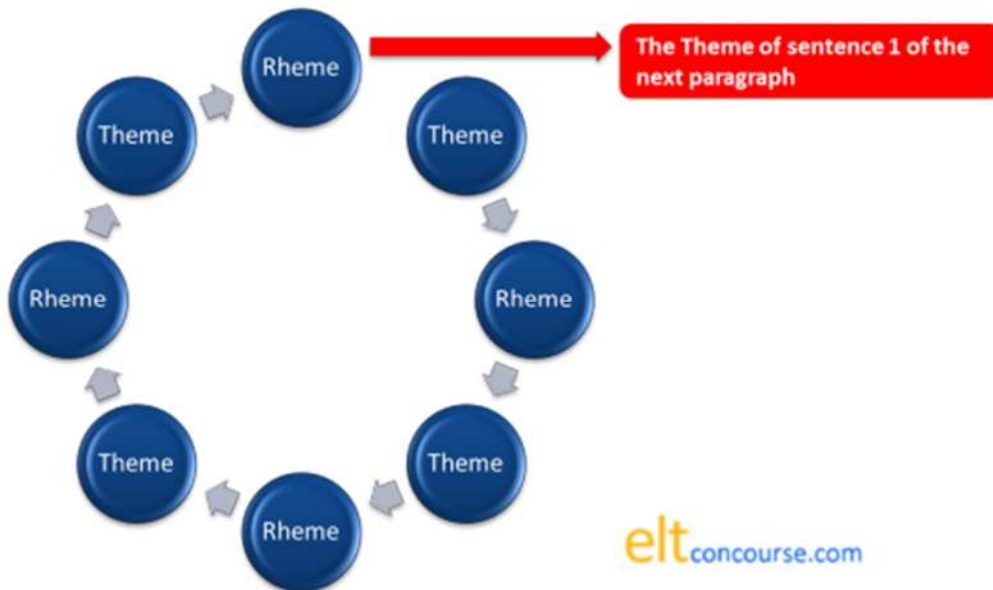 Rheme
The Theme of sentence 1 of the
next paragraph
Theme
Theme
Rheme
Rheme
Theme
Theme
Rheme
eltconcourse.com